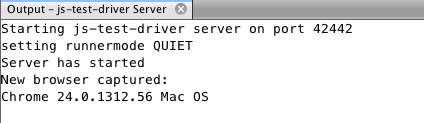 Output – js-test-driver Server
Starting js-test-driver server on port 42442
setting runnermode QUIET
Server has started
New browser captured:
Chrome 24.0.1312.56 Mac OS